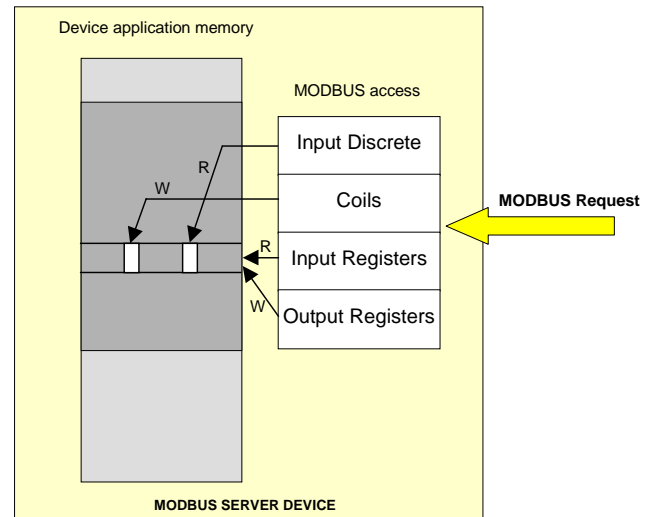 Device application memory
MODBUS access
Input Discrete
R
W
Coils
MODBUS Request
R
Input Registers
W
Output Registers
MODBUS SERVER DEVICE